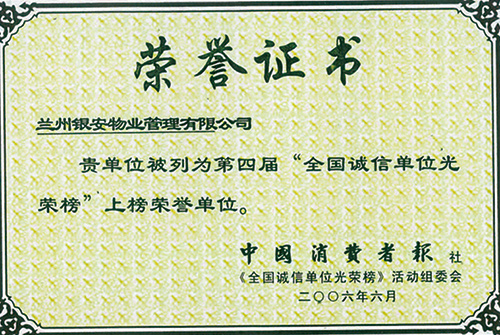 荣誉证书
兰州银安物业管理有限公司
贵单位被列为第四届“全国诚信单位光
荣榜”上榜荣誉单位。
中国消费者报 社
《全国诚信单位光荣榜》活动组委会
二〇〇六年六月